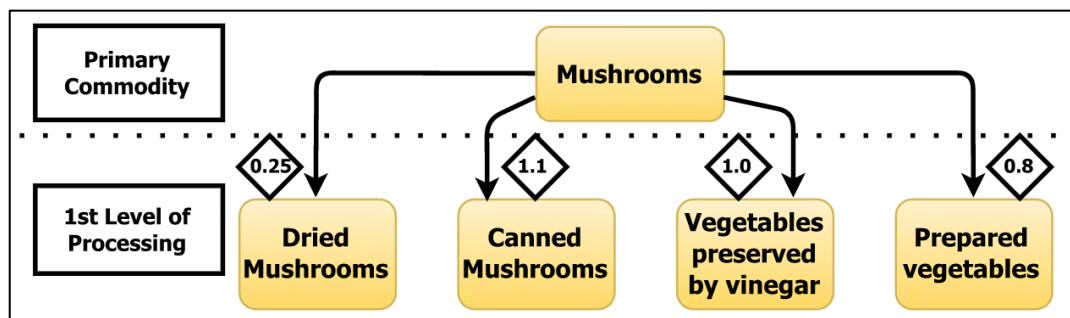 Primary
Commodity
Mushrooms
0.25
1.1
1.0
0.8
1st Level of
Processing
Dried
Mushrooms
Canned
Mushrooms
Vegetables
preserved
by vinegar
Prepared
vegetables